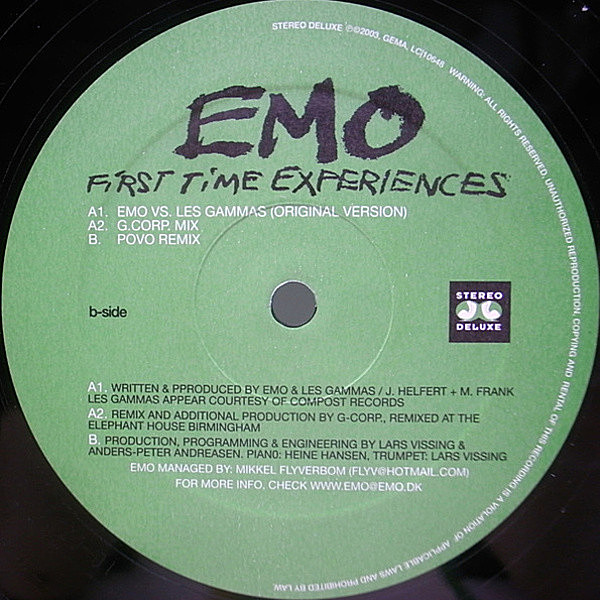 STEREO DELUXE ℗©2003. GEMA, LC|10648 WARNING: ALL RIGHTS RESERVED, UNAUTHORIZED REPRODUCTION, COPYING AND RENTAL OF THIS RECORDING IS A VIOLATION OF APPLICABLE LAWS AND PROHIBITED BY LAW.
EMO
FIRST TIME EXPERIENCES
A1. EMO VS. LES GAMMAS (ORIGINAL VERSION)
A2. G.CORP. MIX
B. POVO REMIX
b-side
STEREO
DELUXE
A1. WRITTEN & PPRODUCED BY EMO & LES GAMMAS / J. HELFERT + M. FRANK
LES GAMMAS APPEAR COURTESY OF COMPOST RECORDS
A2. REMIX AND ADDITIONAL PRODUCTION BY G-CORP., REMIXED AT THE
ELEPHANT HOUSE BIRMINGHAM
B. PRODUCTION, PROGRAMMING & ENGINEERING BY LARS VISSING &
ANDERS-PETER ANDREASEN. PIANO: HEINE HANSEN, TRUMPET: LARS VISSING
EMO MANAGED BY: MIKKEL FLYVERBOM (FLYV@HOTMAIL.COM)
FOR MORE INFO. CHECK WWW.EMO@EMO.DK